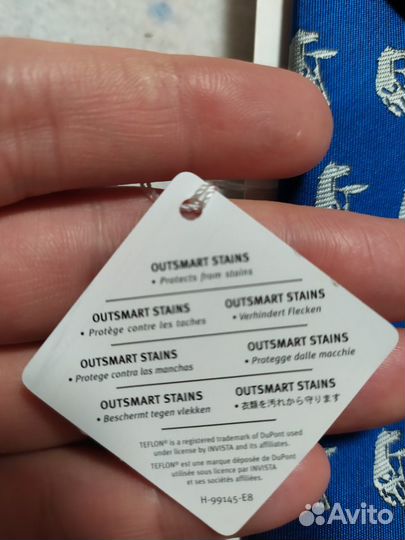 OUTSMART STAINS
• Protects from stains
OUTSMART STAINS
• Protège contre les taches
OUTSMART STAINS
• Verhindert Flecken
OUTSMART STAINS
• Protege contra las manchas
OUTSMART STAINS
• Protegge dalle macchie
OUTSMART STAINS
• Beschermt tegen vlekken
OUTSMART STAINS
• 衣類を汚れから守ります
TEFLON® is a registered trademark of DuPont used
under license by INVISTA and its affiliates.
TEFLON® est une marque déposée de DuPont
utilisée sous licence par INVISTA
et ses sociétés affiliées.
H-99145-E8
Avito